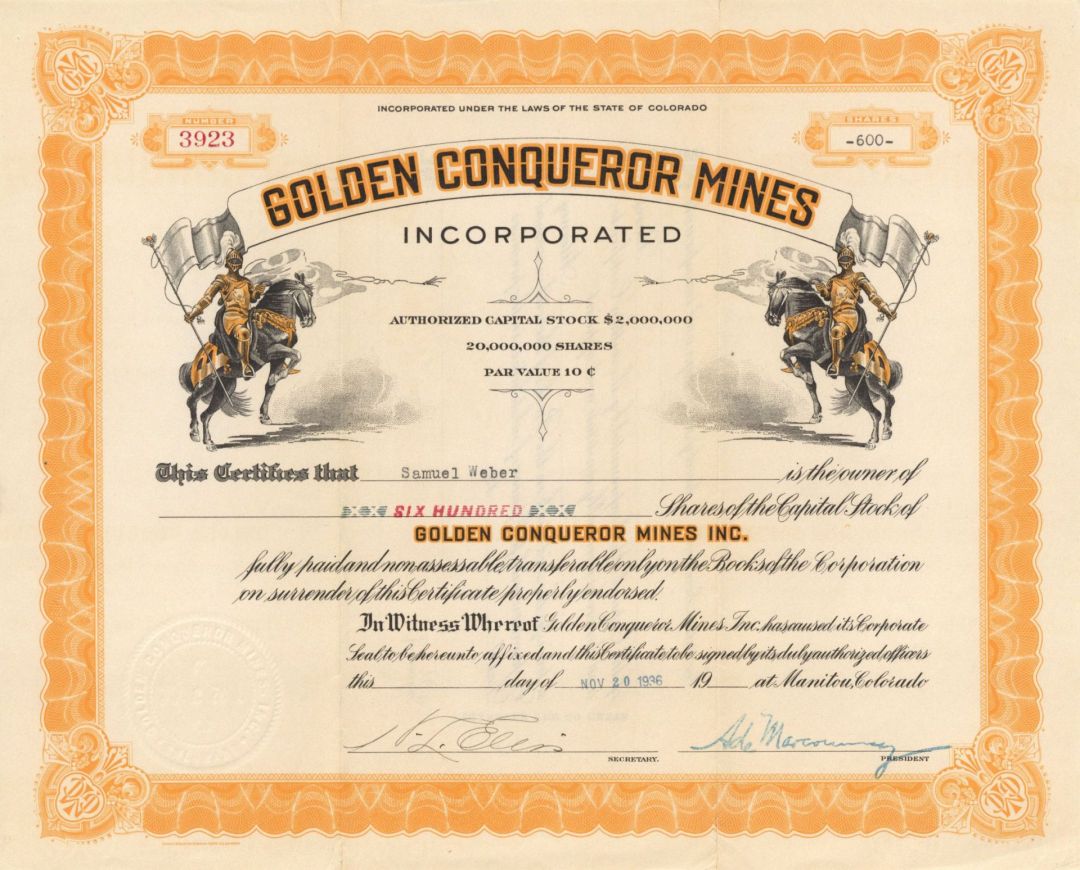 INCORPORATED UNDER THE LAWS OF THE STATE OF COLORADO
NUMBER
3923
SHARES
-600-
GOLDEN CONQUEROR MINES
INCORPORATED
AUTHORIZED CAPITAL STOCK $2,000,000
20,000,000 SHARES
PAR VALUE 10 ¢
This Certifies that Samuel Weber is the owner of
SIX HUNDRED Shares of the Capital Stock of
GOLDEN CONQUEROR MINES INC.
fully paid and non assessable, transferable only on the Books of the Corporation
on surrender of this Certificate properly endorsed.
In Witness Whereof Golden Conqueror Mines Inc. has caused its Corporate
Seal to be hereunto affixed and this Certificate to be signed by its duly authorized officers
this day of NOV 20 1936 19 at Manitou, Colorado
SECRETARY.
PRESIDENT